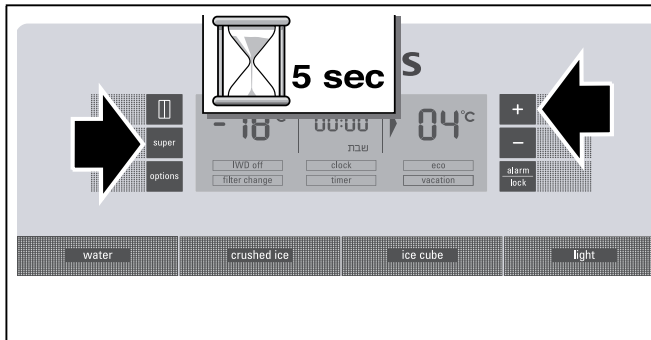 5 sec
S
+
super
- 18°
00:00
04°C
−
שבת
options
IWD off
clock
eco
alarm
lock
filter change
timer
vacation
water
crushed ice
ice cube
light